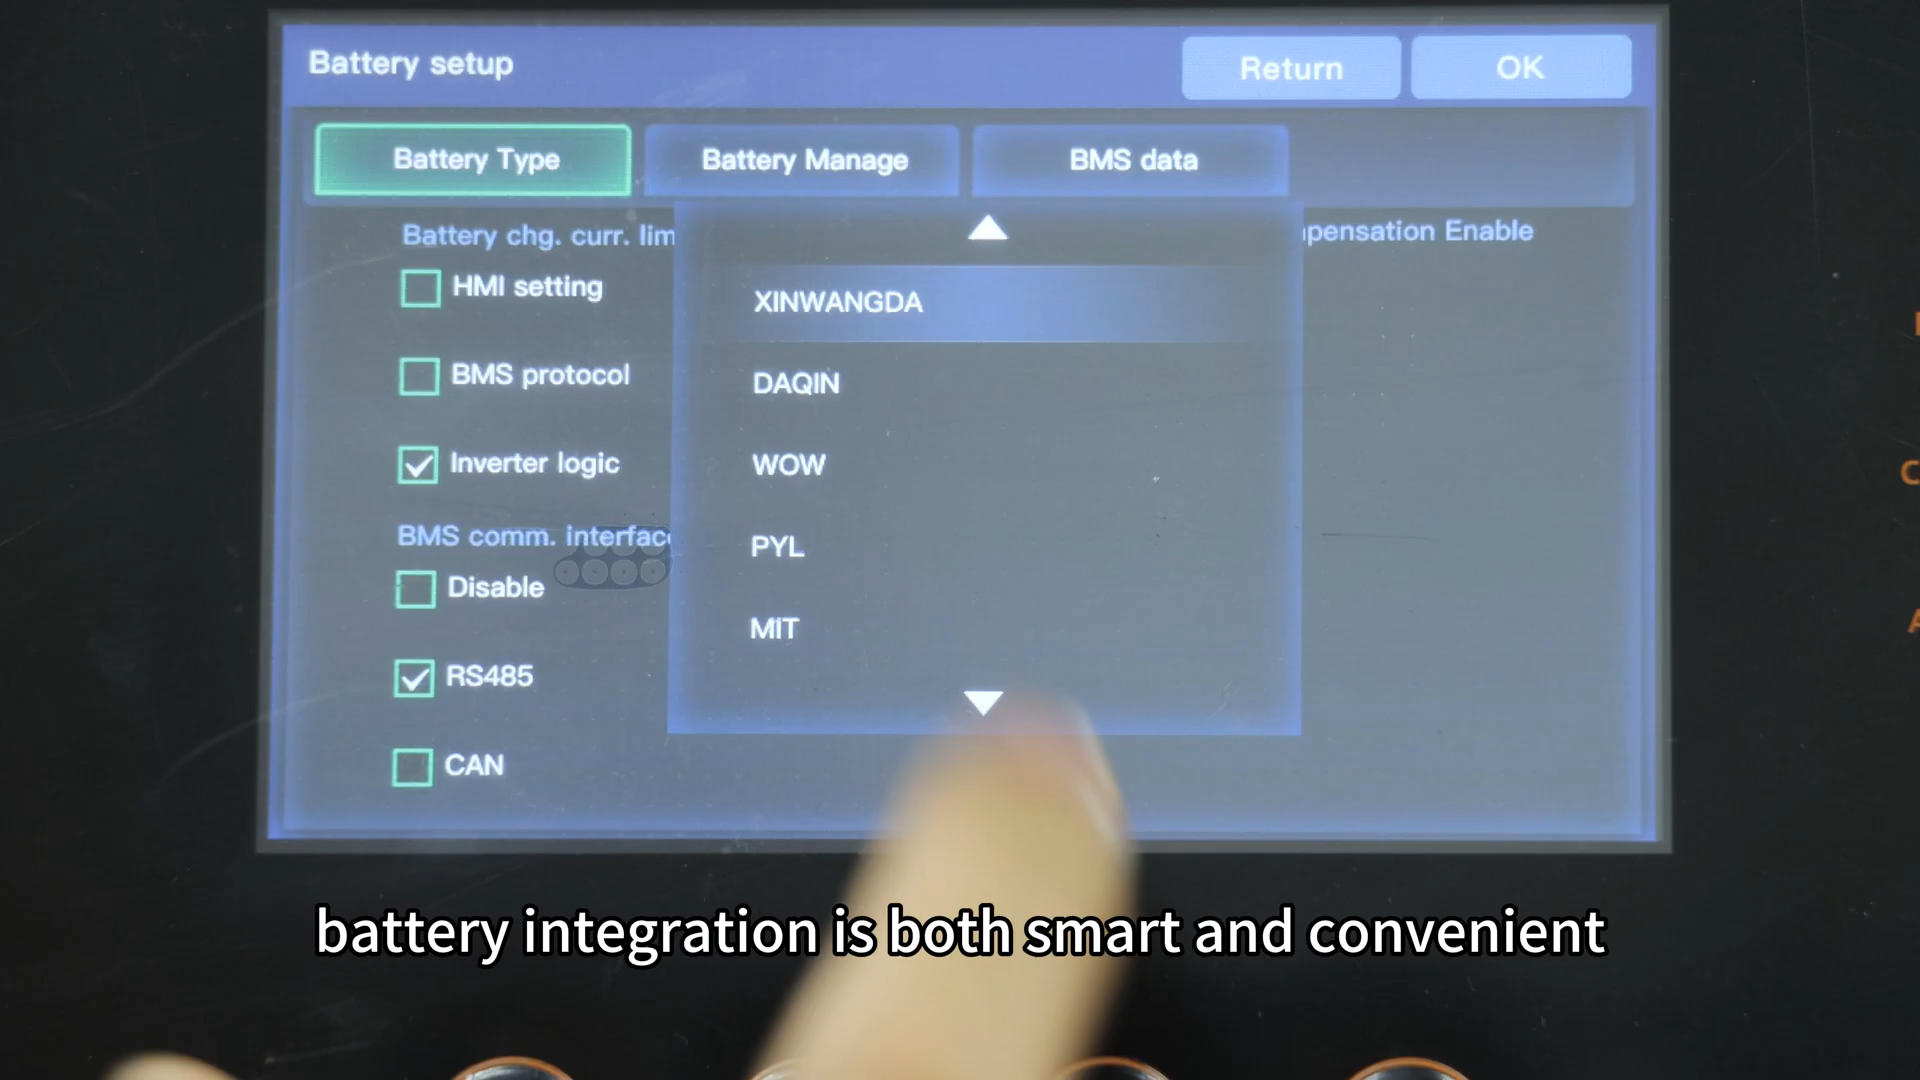 Battery setup
Return
OK
Battery Type
Battery Manage
BMS data
Battery chg. curr. lim
pensation Enable
HMI setting
BMS protocol
Inverter logic
BMS comm. interfac
Disable
RS485
CAN
XINWANGDA
DAQIN
WOW
PYL
MIT
battery integration is both smart and convenient